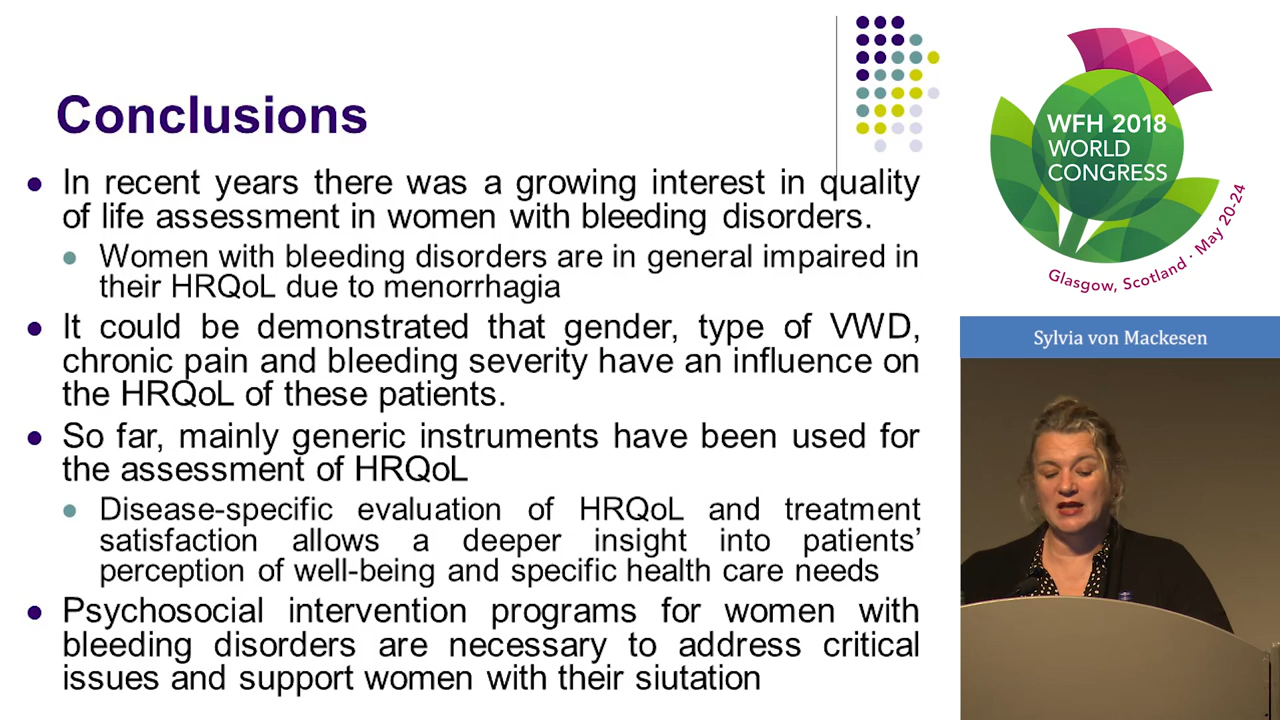 Conclusions
In recent years there was a growing interest in quality
of life assessment in women with bleeding disorders.
Women with bleeding disorders are in general impaired in
their HRQoL due to menorrhagia
It could be demonstrated that gender, type of VWD,
chronic pain and bleeding severity have an influence on
the HRQoL of these patients.
So far, mainly generic instruments have been used for
the assessment of HRQoL
Disease-specific evaluation of HRQoL and treatment
satisfaction allows a deeper insight into patients’
perception of well-being and specific health care needs
Psychosocial intervention programs for women with
bleeding disorders are necessary to address critical
issues and support women with their siutation
WFH 2018
WORLD
CONGRESS
Glasgow, Scotland · May 20-24
Sylvia von Mackesen